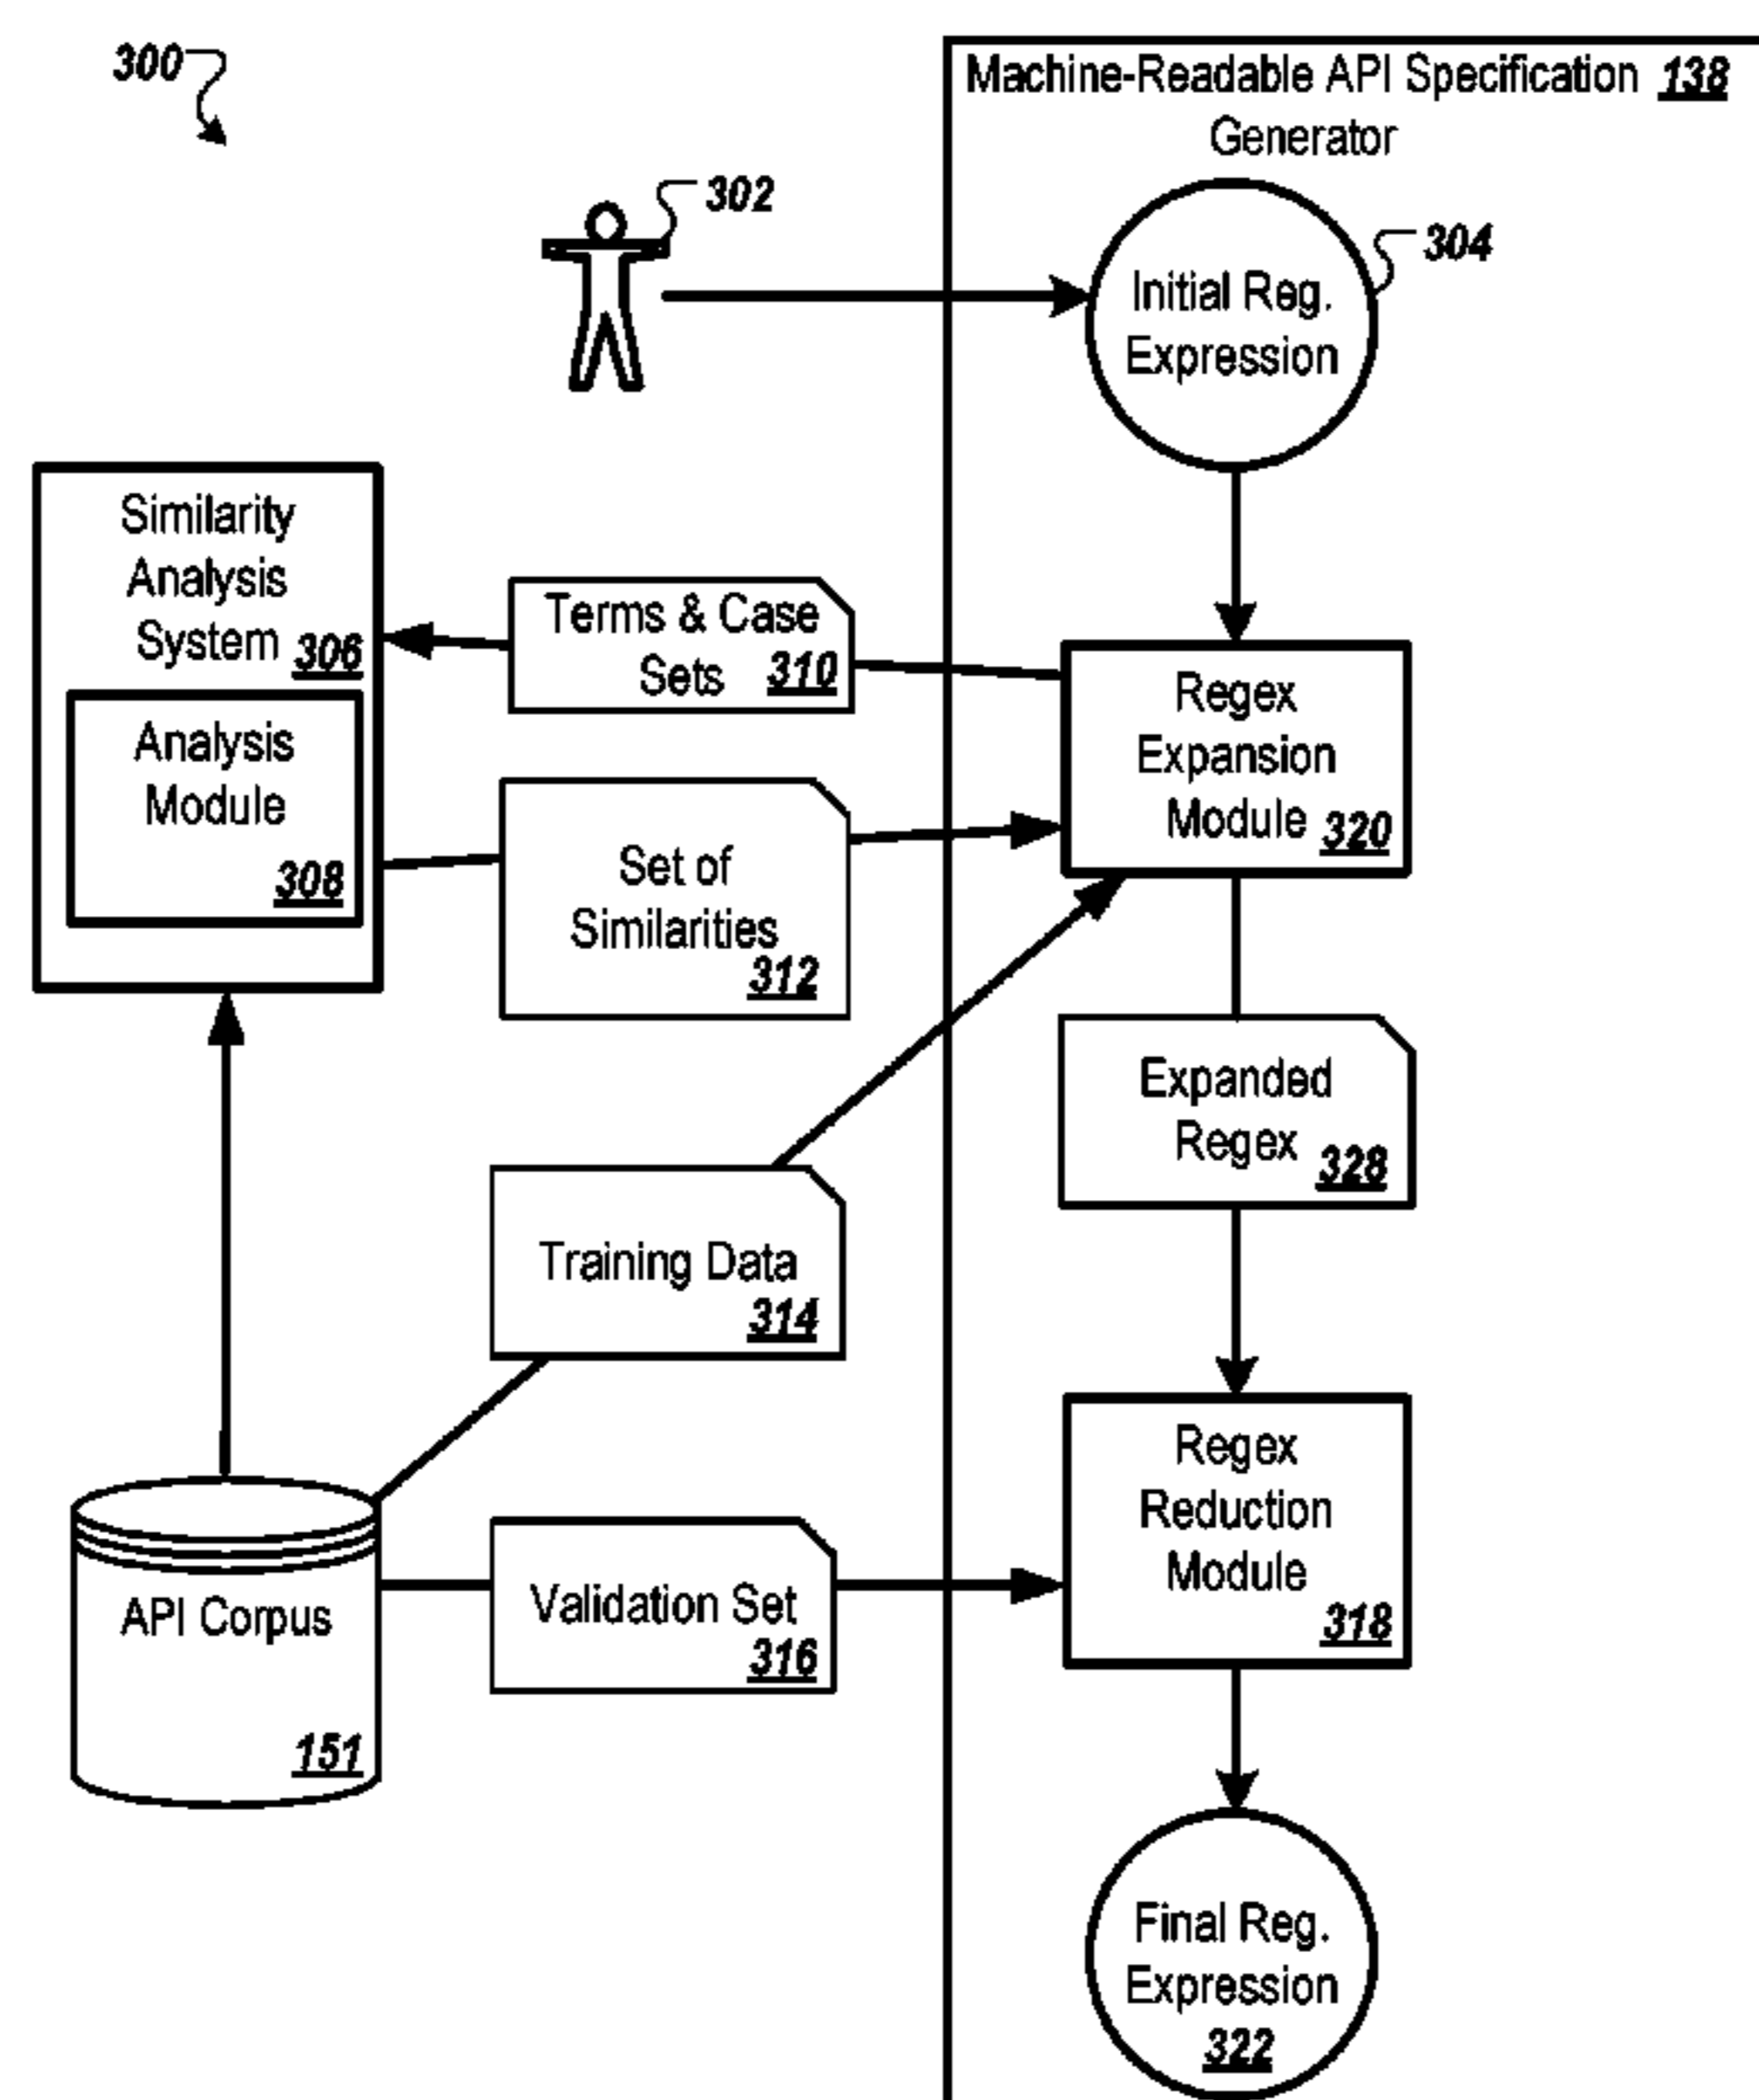 300
Machine-Readable API Specification 138
Generator
302
304
Initial Reg.
Expression
Similarity
Analysis
System 306
Analysis
Module
308
Terms & Case
Sets 310
Regex
Expansion
Module 320
Set of
Similarities
312
Expanded
Regex
328
Training Data
314
Regex
Reduction
Module
318
API Corpus
151
Validation Set
316
Final Reg.
Expression
322